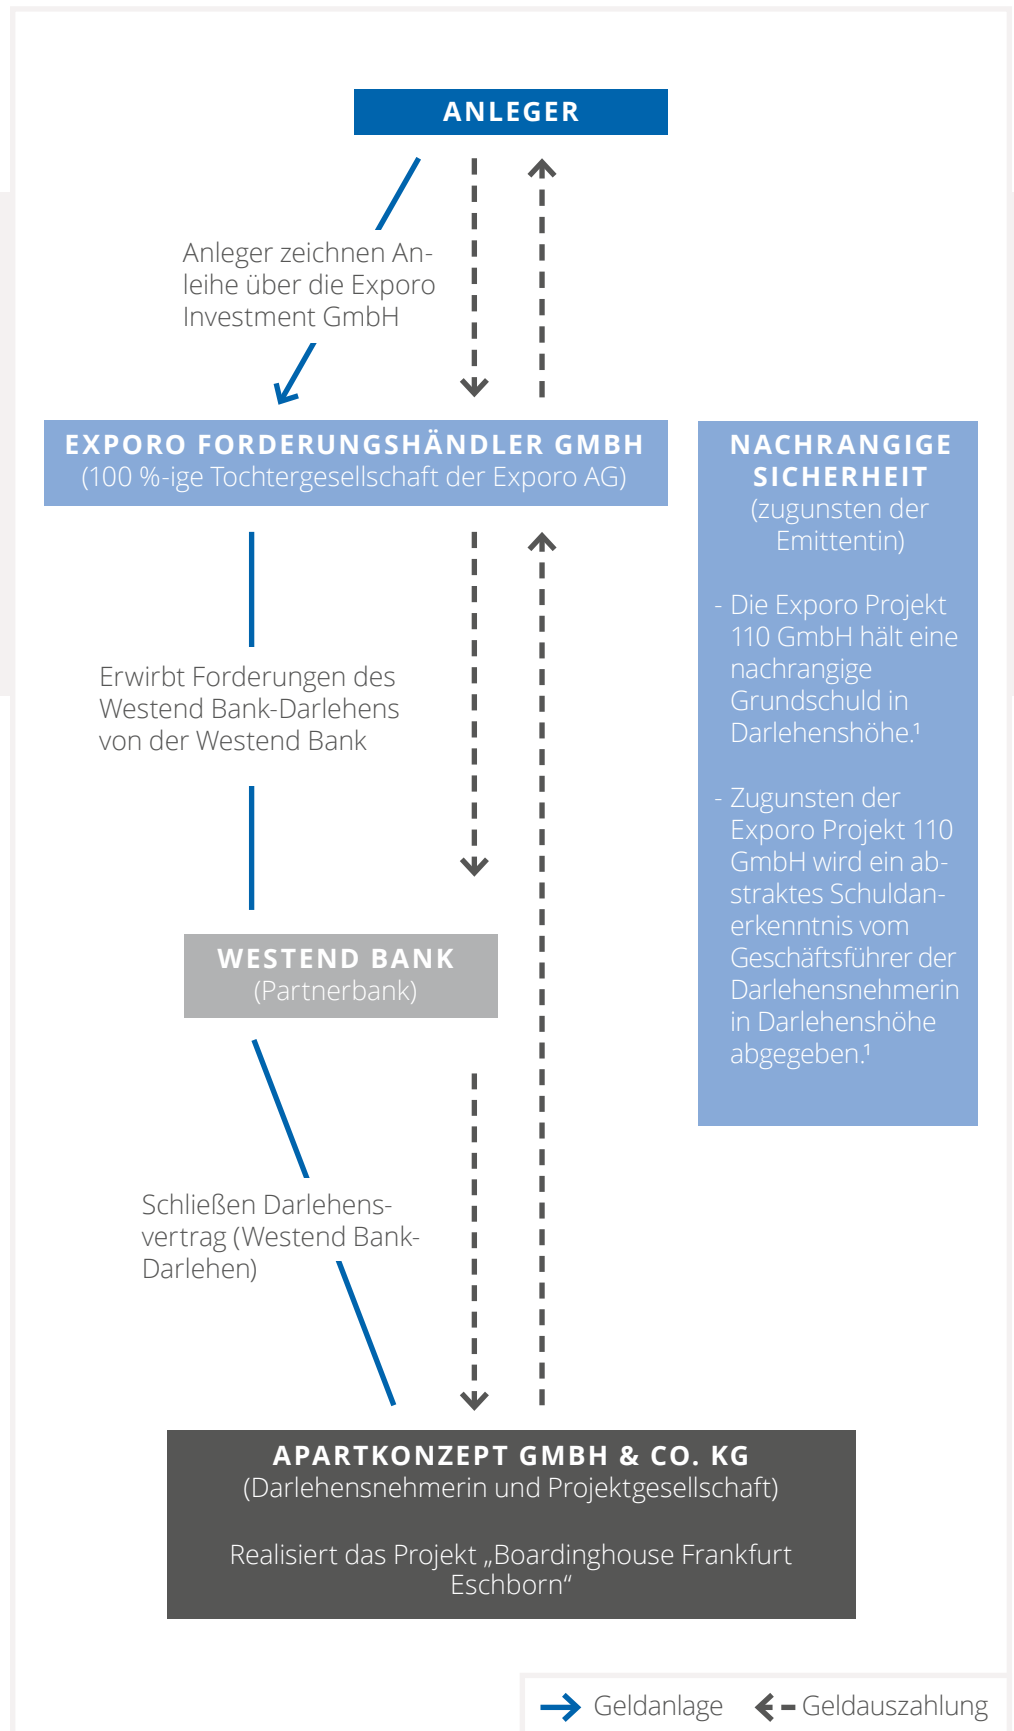 ANLEGER
Anleger zeichnen An-
leihe über die Exporo
Investment GmbH
EXPORO FORDERUNGSHÄNDLER GMBH
(100 %-ige Tochtergesellschaft der Exporo AG)
NACHRANGIGE
SICHERHEIT
(zugunsten der
Emittentin)
- Die Exporo Projekt
110 GmbH hält eine
nachrangige
Grundschuld in
Darlehenshöhe.¹
- Zugunsten der
Exporo Projekt 110
GmbH wird ein ab-
straktes Schuldan-
erkenntnis vom
Geschäftsführer der
Darlehensnehmerin
in Darlehenshöhe
abgegeben.¹
Erwirbt Forderungen des
Westend Bank-Darlehens
von der Westend Bank
WESTEND BANK
(Partnerbank)
Schließen Darlehens-
vertrag (Westend Bank-
Darlehen)
APARTKONZEPT GMBH & CO. KG
(Darlehensnehmerin und Projektgesellschaft)
Realisiert das Projekt „Boardinghouse Frankfurt
Eschborn“
Geldanlage
Geldauszahlung